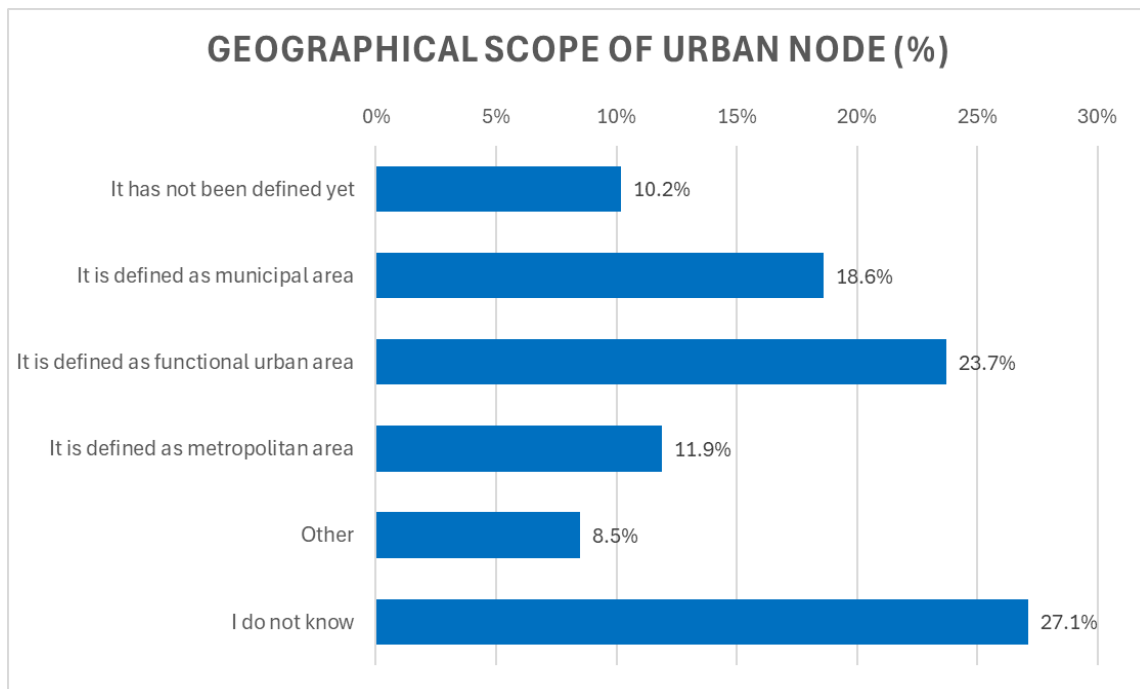 GEOGRAPHICAL SCOPE OF URBAN NODE (%)
0% 5% 10% 15% 20% 25% 30%
It has not been defined yet 10.2%
It is defined as municipal area 18.6%
It is defined as functional urban area 23.7%
It is defined as metropolitan area 11.9%
Other 8.5%
I do not know 27.1%